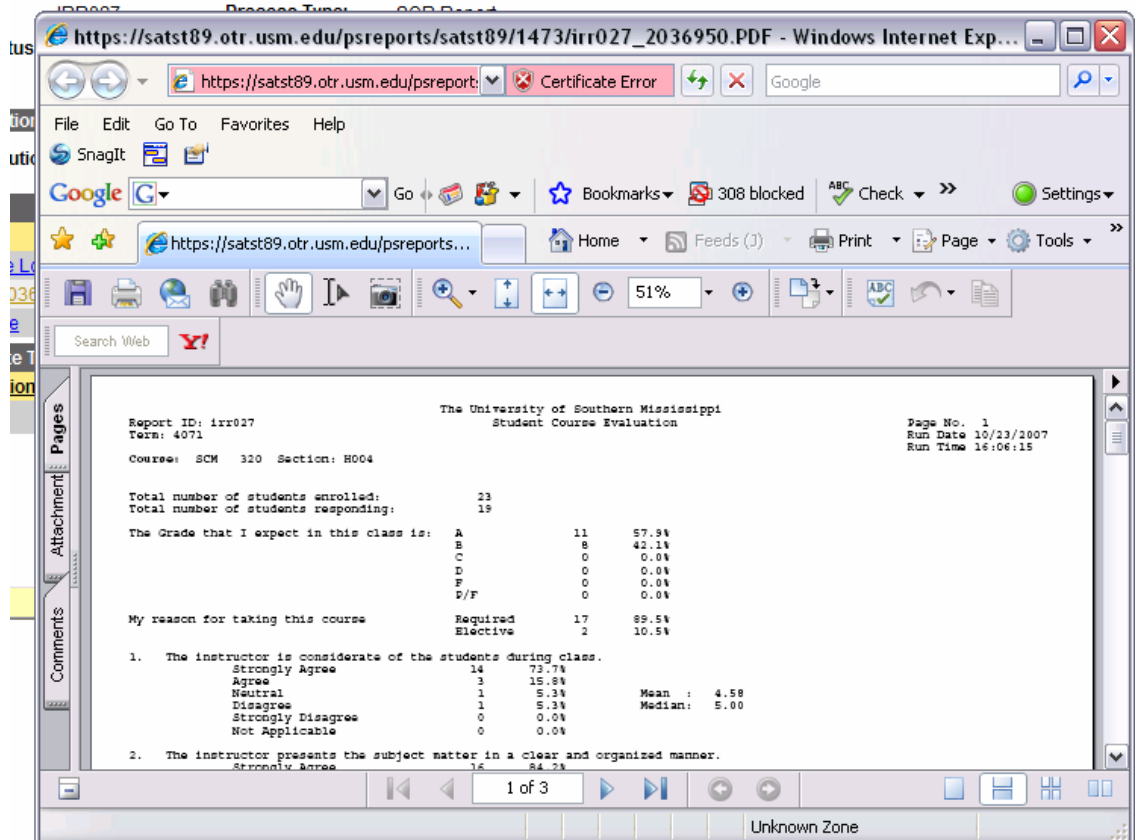 https://satst89.otr.usm.edu/psreports/satst89/1473/irr027_2036950.PDF - Windows Internet Exp...
tus
https://satst89.otr.usm.edu/psreport: Certificate Error Google
File Edit Go To Favorites Help
SnagIt
Google G Go Bookmarks 308 blocked ABC Check >> Settings
https://satst89.otr.usm.edu/psreports... Home Feeds (J) Print Page Tools >>
51% ABC
Search Web Y!
Pages
Attachment
Comments
The University of Southern Mississippi
Report ID: irr027 Student Course Evaluation Page No. 1
Term: 4071 Run Date 10/23/2007
Run Time 16:06:15
Course: SCM 320 Section: H004
Total number of students enrolled: 23
Total number of students responding: 19
The Grade that I expect in this class is: A 11 57.9%
B 8 42.1%
C 0 0.0%
D 0 0.0%
F 0 0.0%
P/F 0 0.0%
My reason for taking this course Required 17 89.5%
Elective 2 10.5%
1. The instructor is considerate of the students during class.
Strongly Agree 14 73.7%
Agree 3 15.8%
Neutral 1 5.3% Mean : 4.58
Disagree 1 5.3% Median: 5.00
Strongly Disagree 0 0.0%
Not Applicable 0 0.0%
2. The instructor presents the subject matter in a clear and organized manner.
Strongly Agree 16 84.2%
1 of 3
Unknown Zone